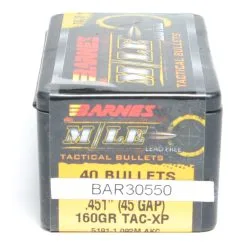 BARNES
M/LE
LEAD FREE
TACTICAL BULLETS
40 BULLETS
BAR30550
.451" (45 GAP)
160GR TAC-XP